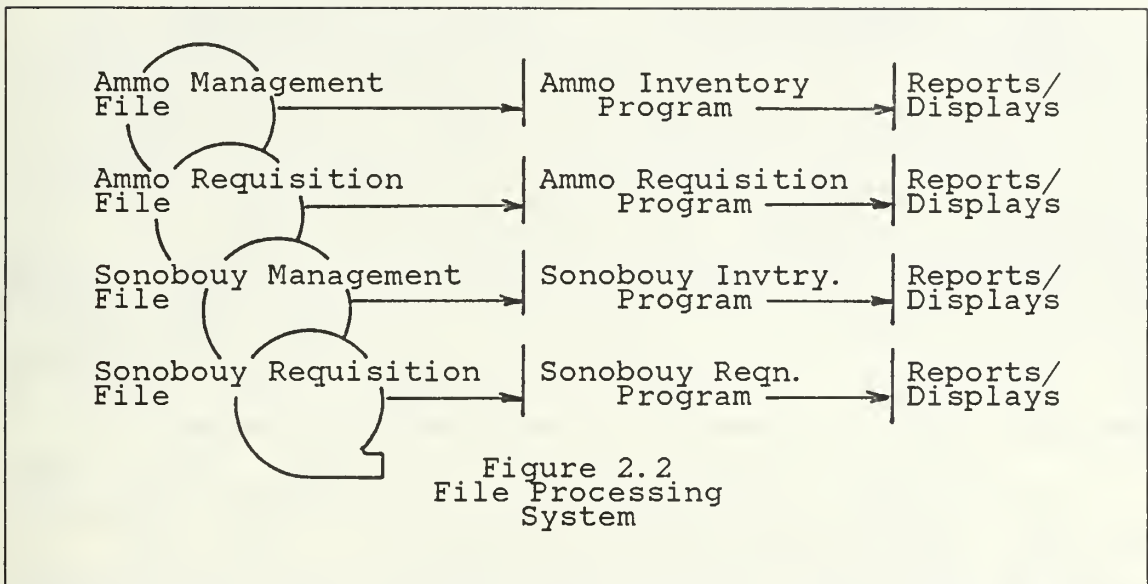 Ammo Management File
Ammo Inventory Program
Reports/ Displays
Ammo Requisition File
Ammo Requisition Program
Reports/ Displays
Sonobouy Management File
Sonobouy Invtry. Program
Reports/ Displays
Sonobouy Requisition File
Sonobouy Reqn. Program
Reports/ Displays
Figure 2.2
File Processing
System